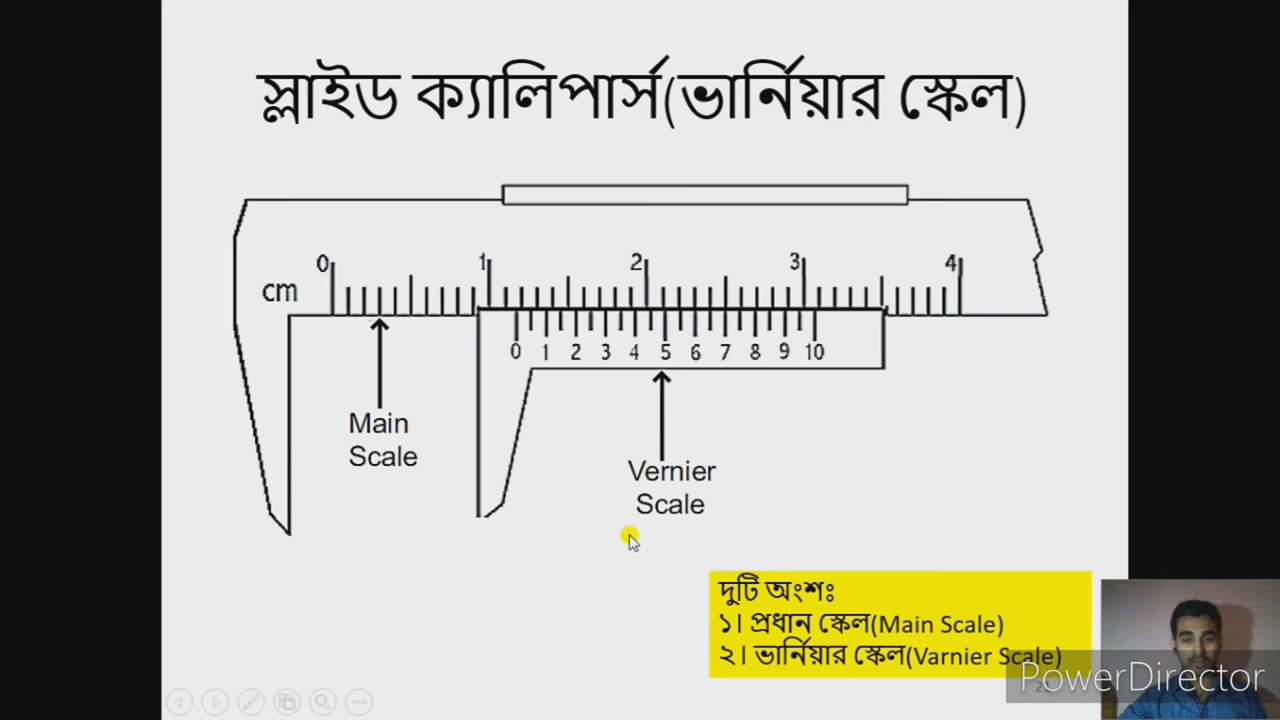 স্লাইড ক্যালিপার্স(ভার্নিয়ার স্কেল)
0 1 2 3 4
cm
0 1 2 3 4 5 6 7 8 9 10
Main
Scale
Vernier
Scale
দুটি অংশঃ
১। প্রধান স্কেল(Main Scale)
২। ভার্নিয়ার স্কেল(Varnier Scale)
PowerDirector